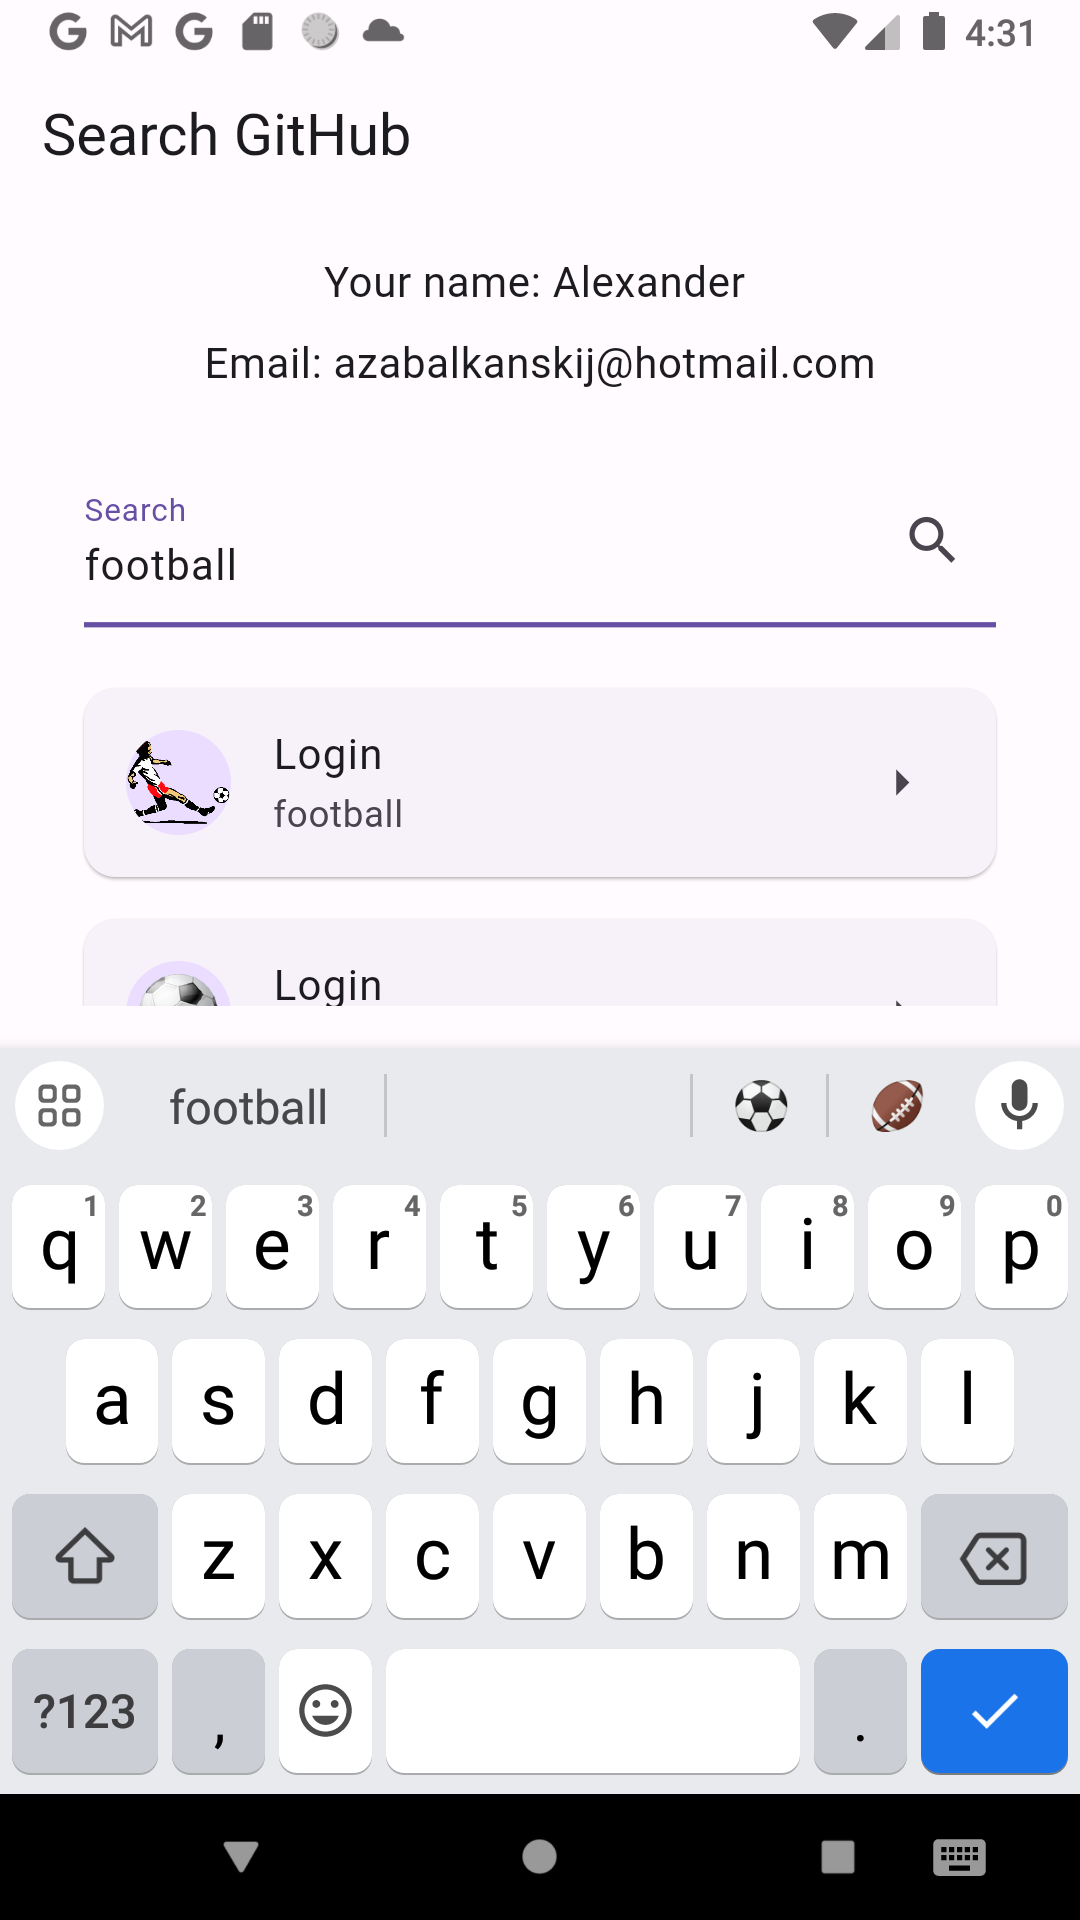 4:31
Search GitHub
Your name: Alexander
Email: azabalkanskij@hotmail.com
Search
football
Login
football
Login
football
q 1 w 2 e 3 r 4 t 5 y 6 u 7 i 8 o 9 p 0
a s d f g h j k l
z x c v b n m
?123 , .